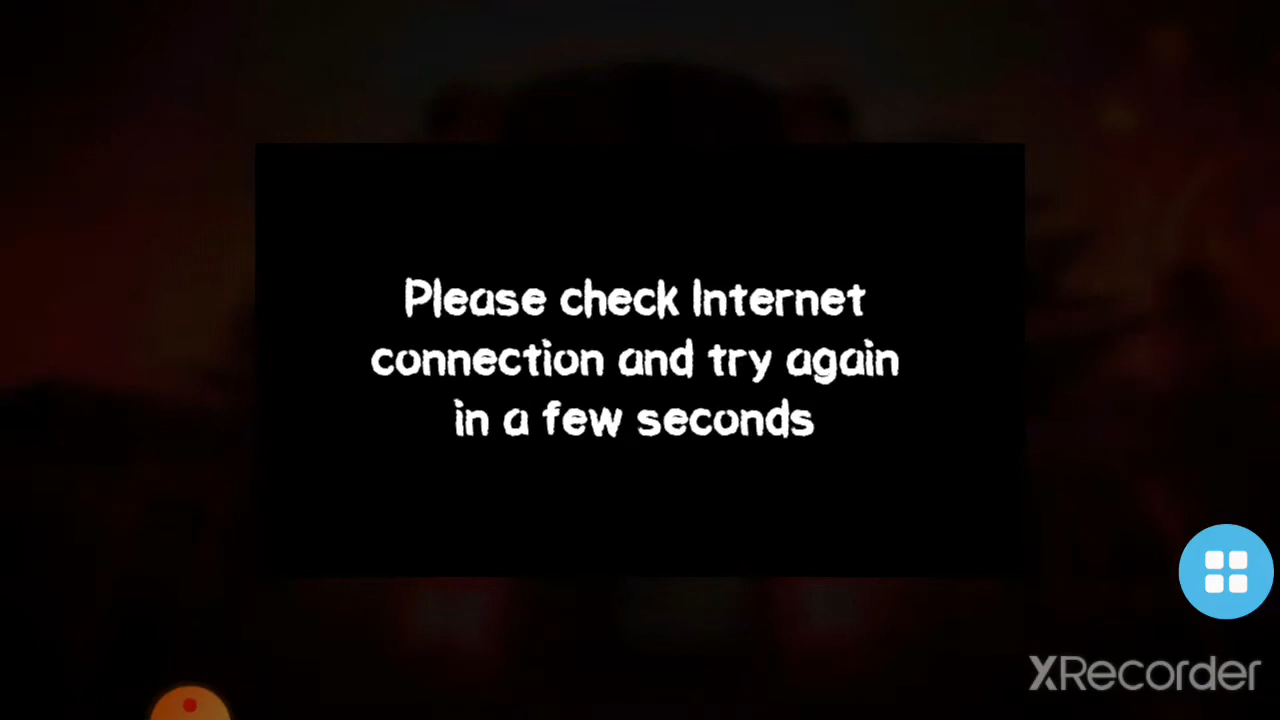 Please check Internet
connection and try again
in a few seconds
XRecorder